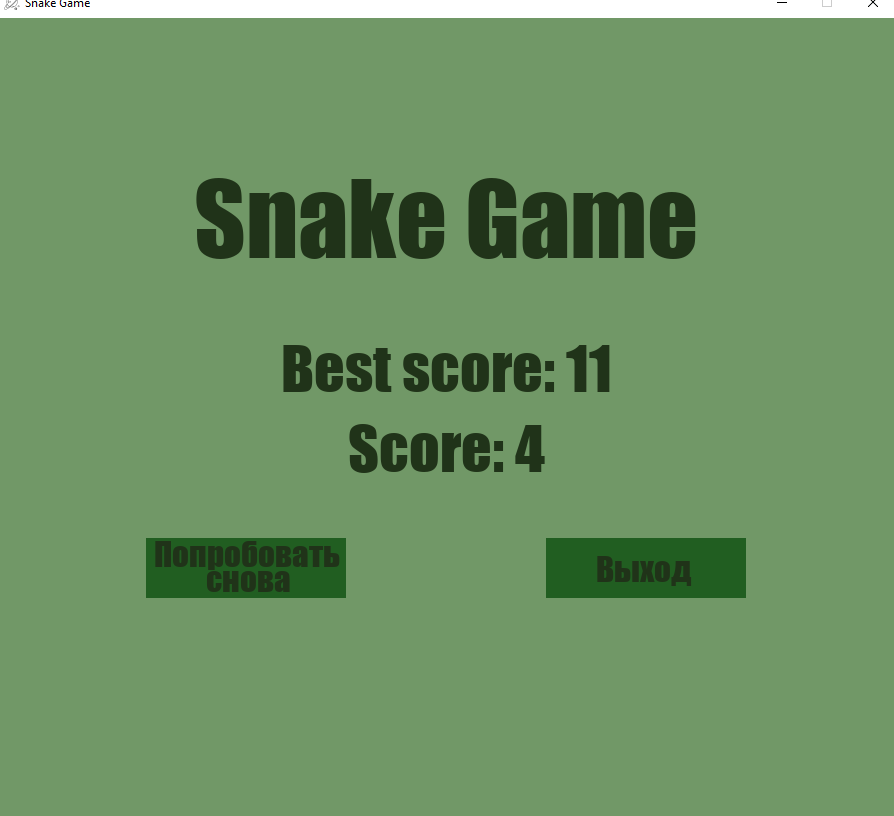 Snake Game
Snake Game
Best score: 11
Score: 4
Попробовать
снова
Выход